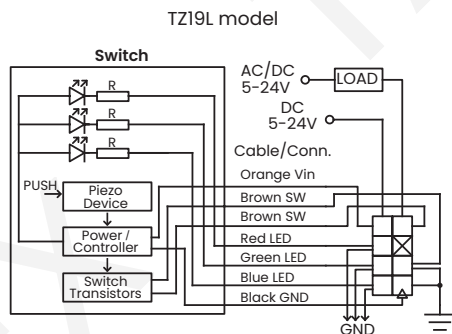 TZ19L model
Switch
R
R
R
AC/DC
5-24V
LOAD
DC
5-24V
Cable/Conn.
PUSH
Piezo
Device
Power /
Controller
Switch
Transistors
Orange Vin
Brown SW
Brown SW
Red LED
Green LED
Blue LED
Black GND
GND